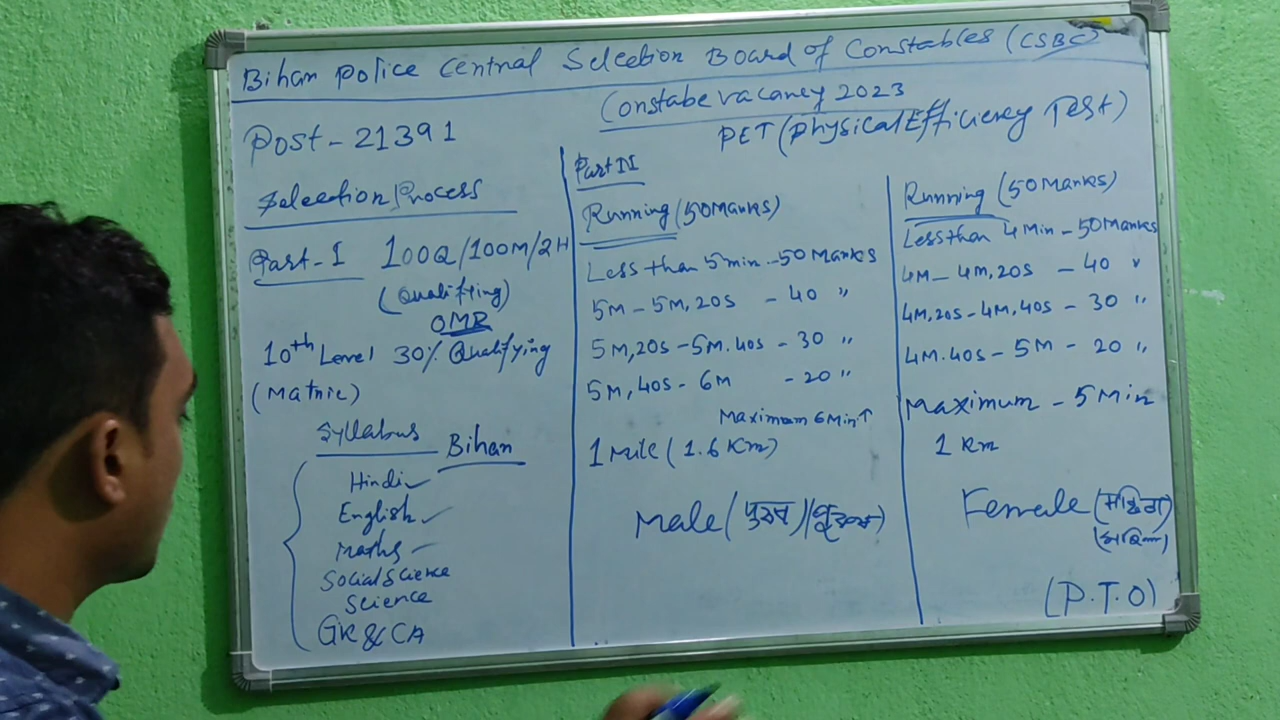 Bihar Police Central Selection Board of Constables (CSBC)
Constabe vacancy 2023
Post - 21391
PET (Physical Efficiency Test)
Selection Process
Part - I 100Q/100M/2H
(Qualifying)
OMR
10th Level 30% Qualifying
(Matric)
Syllabus
Bihar
Hindi
English
Maths
Social Science
Science
GK & CA
Part II
Running (50 Marks)
Less than 5 min - 50 Marks
5M - 5M, 20S - 40 "
5M, 20S - 5M. 40S - 30 "
5M, 40S - 6M - 20 "
Maximum 6 Min ↑
1 Mile (1.6 Km)
Male (पुरुष)/(পুরুষ)
Running (50 Marks)
Less than 4 Min - 50 Marks
4M - 4M, 20S - 40 "
4M, 20S - 4M, 40S - 30 "
4M. 40S - 5M - 20 "
Maximum - 5 Min
1 Km
Female
(P.T.O)